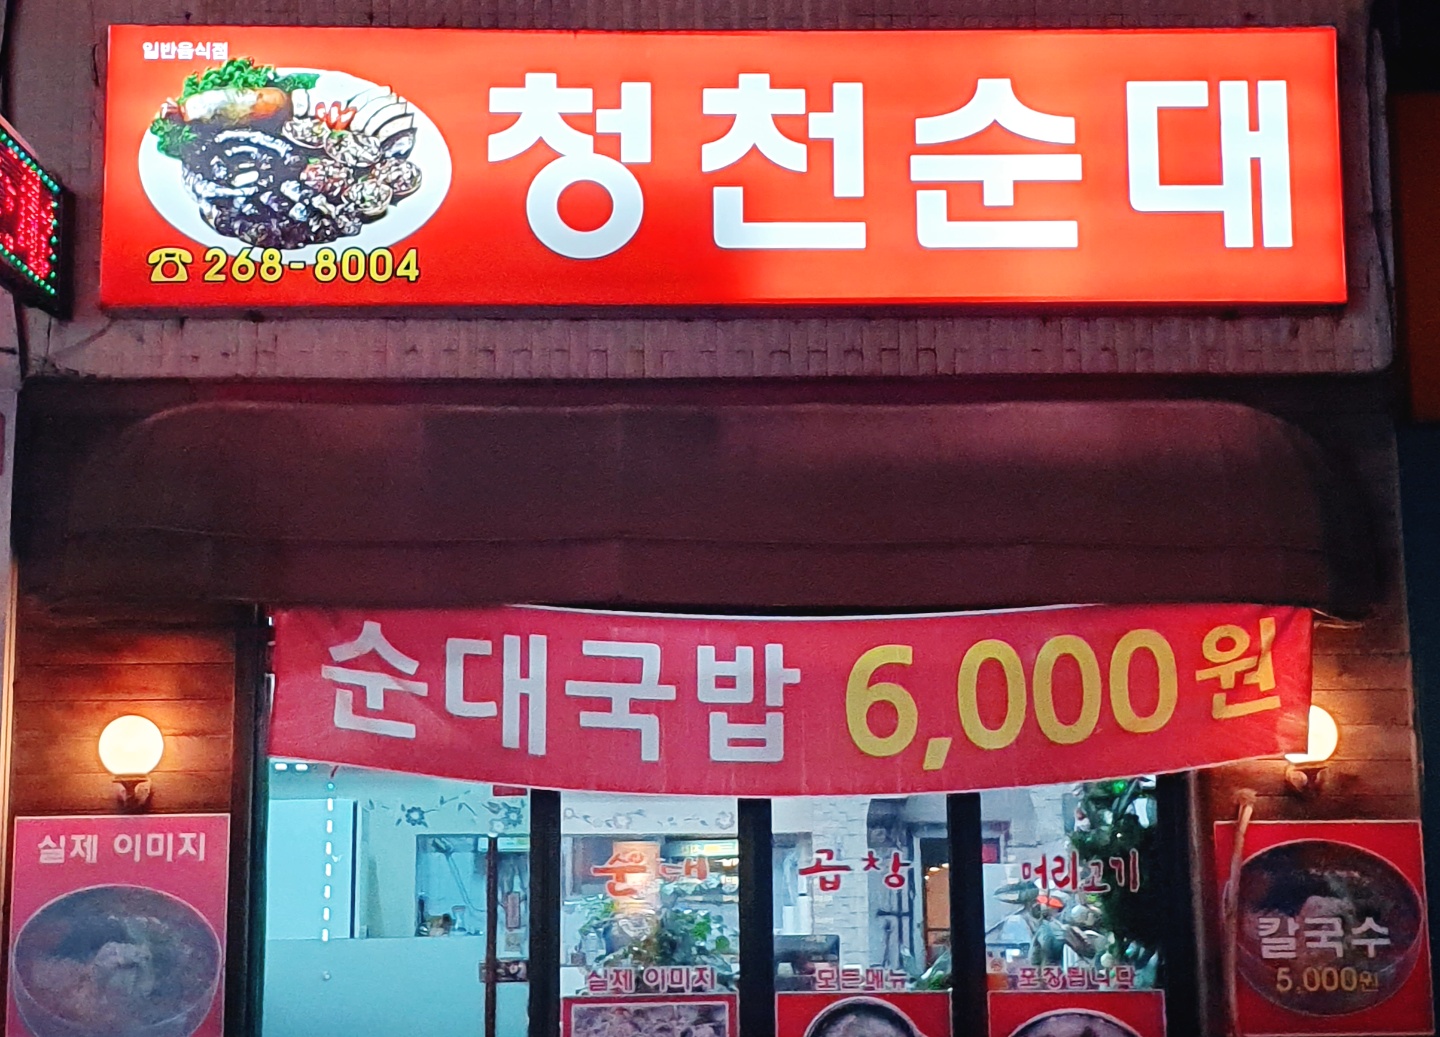 일반음식점
청천순대
☎268-8004
순대국밥 6,000원
실제 이미지
순대
곱창
머리고기
칼국수
5,000원
실제 이미지
모든메뉴
포장됩니다